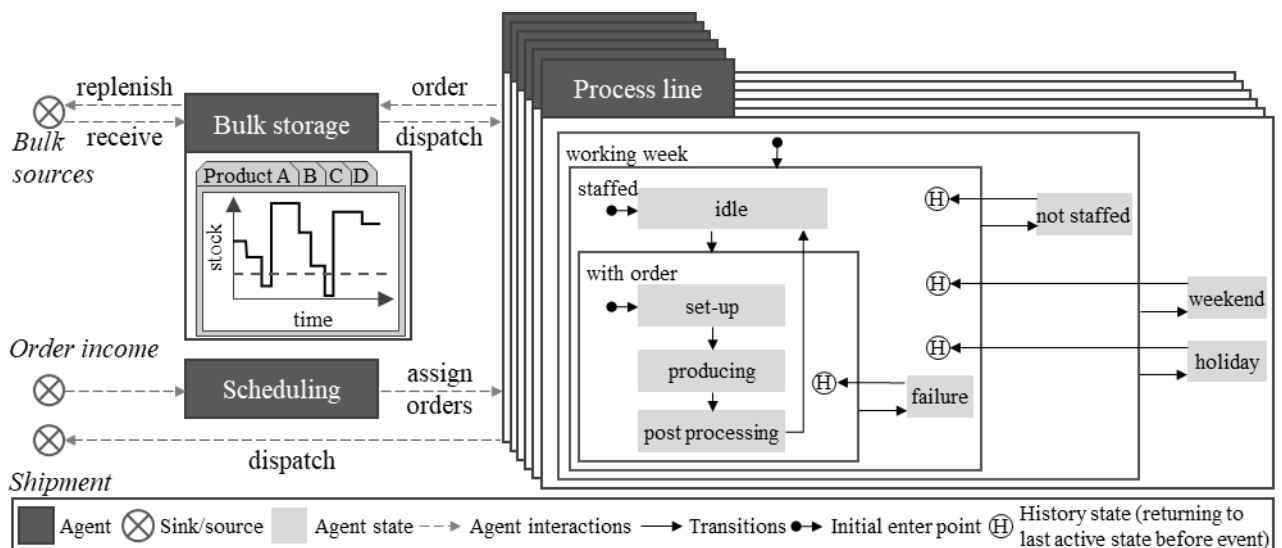 replenish
receive
Bulk
sources
Bulk storage
order
dispatch
Product A B C D
stock
time
Order income
Scheduling
assign
orders
dispatch
Shipment
Process line
working week
staffed
idle
H
not staffed
with order
set-up
H
weekend
producing
H
holiday
H
failure
post processing
Agent
Sink/source
Agent state
Agent interactions
Transitions
Initial enter point
H
History state (returning to
last active state before event)